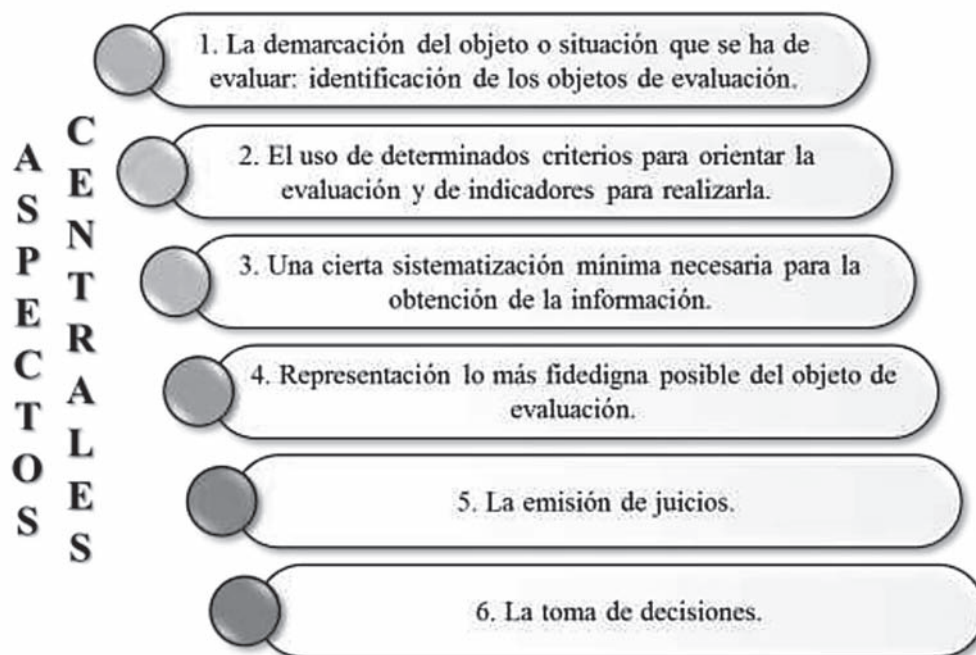 ASPECTOS
CENTRALES
1. La demarcación del objeto o situación que se ha de
evaluar: identificación de los objetos de evaluación.
2. El uso de determinados criterios para orientar la
evaluación y de indicadores para realizarla.
3. Una cierta sistematización mínima necesaria para la
obtención de la información.
4. Representación lo más fidedigna posible del objeto de
evaluación.
5. La emisión de juicios.
6. La toma de decisiones.